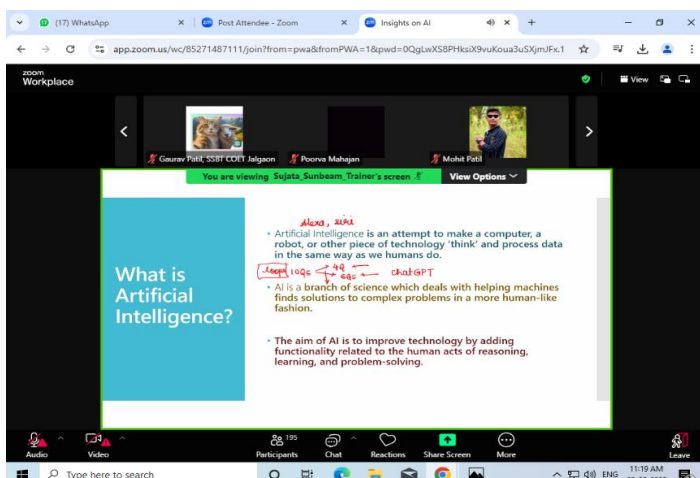 (17) WhatsApp
Post Attendee - Zoom
Insights on AI
app.zoom.us/wc/85271487111/join?from=pwa&fromPWA=1&pwd=0QgLwXS8PHksiX9vuKoua3uSXjmJFx.1
zoom
Workplace
View
Gaurav Patil, SSBT COET Jalgaon
Poorva Mahajan
Mohit Patil
You are viewing Sujata_Sunbeam_Trainer's screen
View Options
What is
Artificial
Intelligence?
Alexa, siri
• Artificial Intelligence is an attempt to make a computer, a
robot, or other piece of technology 'think' and process data
in the same way as we humans do.
loops 10Qs 4Q
6Qs chatGPT
• AI is a branch of science which deals with helping machines
finds solutions to complex problems in a more human-like
fashion.
• The aim of AI is to improve technology by adding
functionality related to the human acts of reasoning,
learning, and problem-solving.
Audio
Video
195
Participants
Chat
Reactions
Share Screen
More
Leave
Type here to search
ENG
11:19 AM